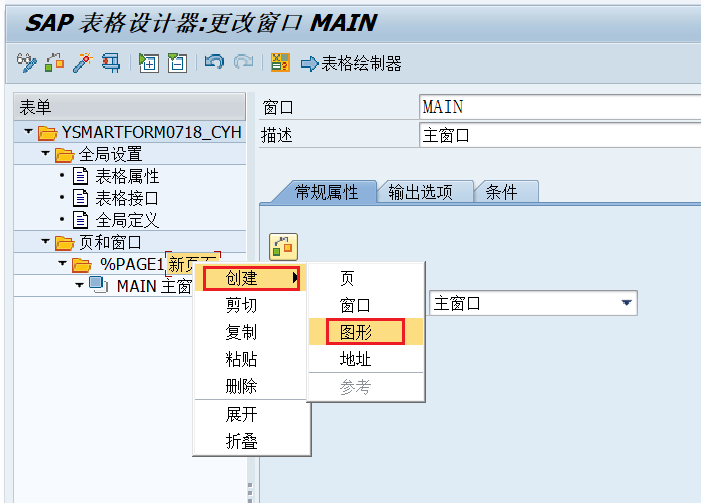 SAP 表格设计器:更改窗口 MAIN
表格绘制器
表单
YSMARTFORM0718_CYH
全局设置
表格属性
表格接口
全局定义
页和窗口
%PAGE1 新页面
MAIN 主窗
窗口 MAIN
描述 主窗口
常规属性 输出选项 条件
主窗口
创建
剪切
复制
粘贴
删除
展开
折叠
页
窗口
图形
地址
参考